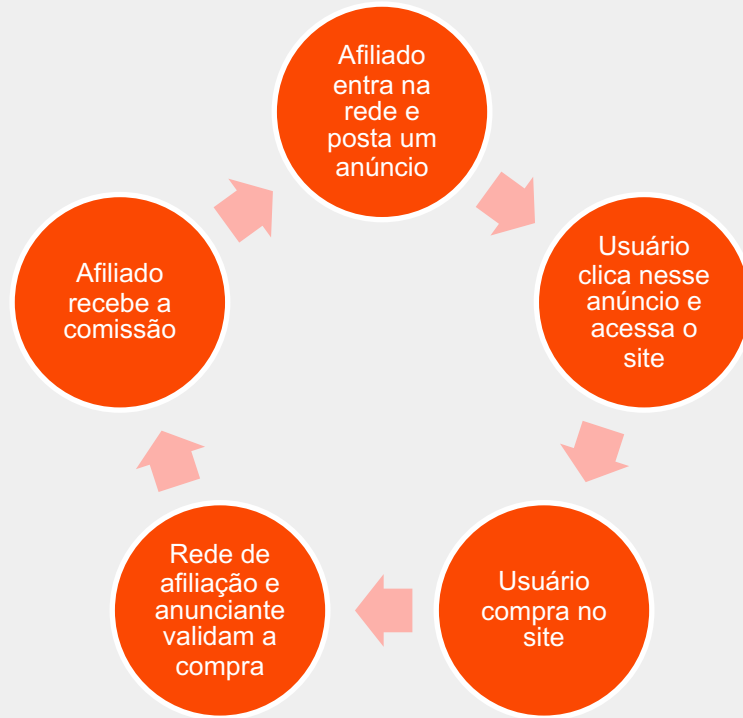 Afiliado
entra na
rede e
posta um
anúncio
Usuário
clica nesse
anúncio e
acessa o
site
Usuário
compra no
site
Rede de
afiliação e
anunciante
validam a
compra
Afiliado
recebe a
comissão